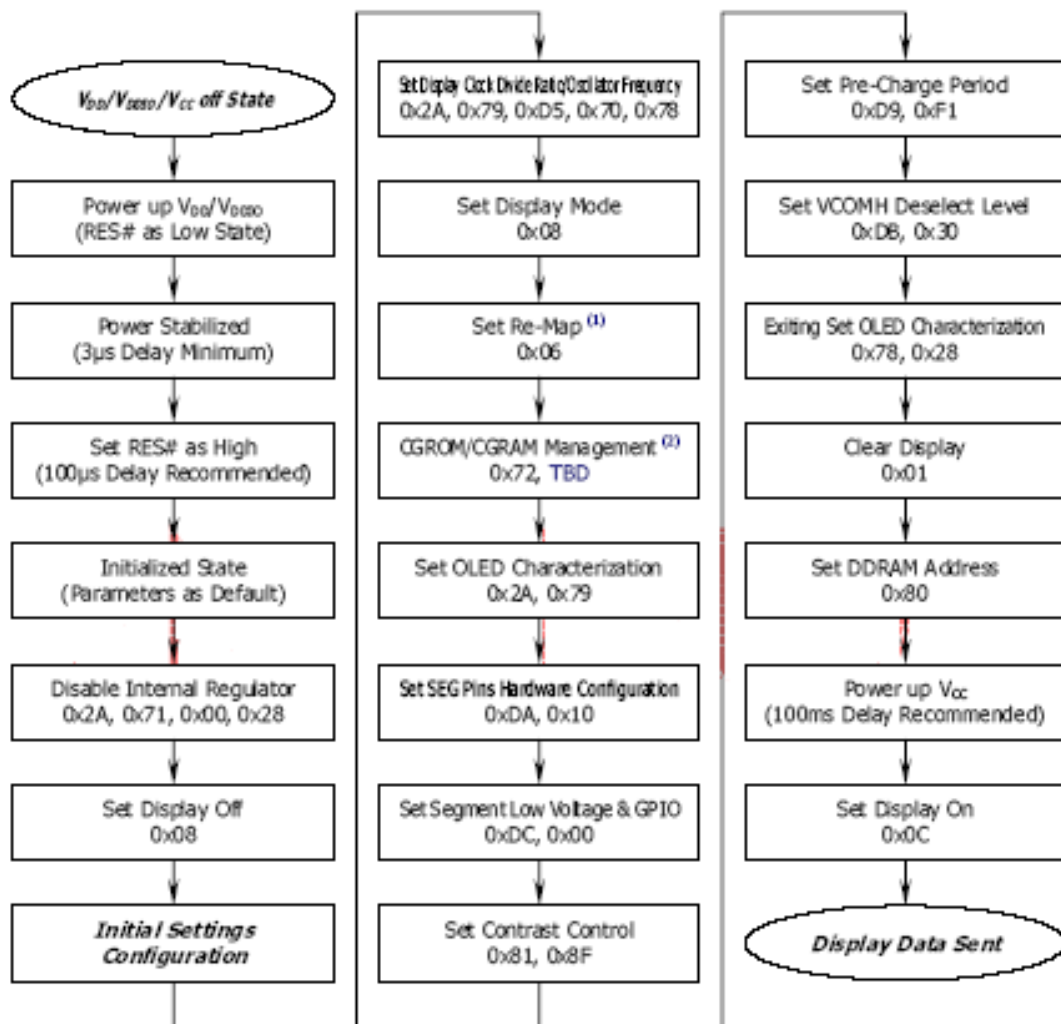 VDD/VDDIO/VCC off State
Power up VDD/VDDIO
(RES# as Low State)
Power Stabilized
(3µs Delay Minimum)
Set RES# as High
(100µs Delay Recommended)
Initialized State
(Parameters as Default)
Disable Internal Regulator
0x2A, 0x71, 0x00, 0x28
Set Display Off
0x08
Initial Settings
Configuration
Set Display Clock Divide Ratio/Oscillator Frequency
0x2A, 0x79, 0xD5, 0x70, 0x78
Set Display Mode
0x08
Set Re-Map (1)
0x06
CGROM/CGRAM Management (2)
0x72, TBD
Set OLED Characterization
0x2A, 0x79
Set SEG Pins Hardware Configuration
0xDA, 0x10
Set Segment Low Voltage & GPIO
0xDC, 0x00
Set Contrast Control
0x81, 0x8F
Set Pre-Charge Period
0xD9, 0xF1
Set VCOMH Deselect Level
0xDB, 0x30
Exiting Set OLED Characterization
0x78, 0x28
Clear Display
0x01
Set DDRAM Address
0x80
Power up VCC
(100ms Delay Recommended)
Set Display On
0x0C
Display Data Sent